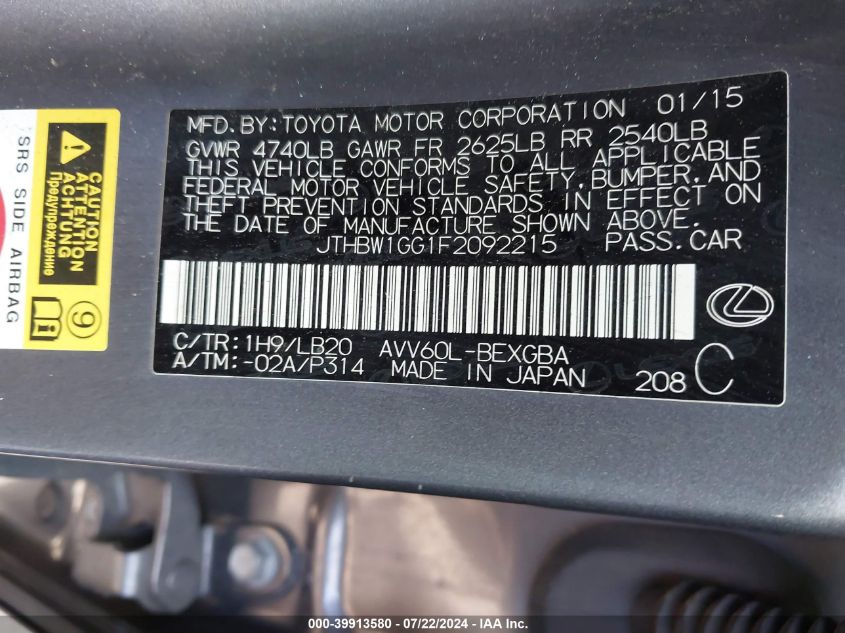 MFD. BY: TOYOTA MOTOR CORPORATION 01/15
GVWR 4740LB GAWR FR 2625LB RR 2540LB
THIS VEHICLE CONFORMS TO ALL APPLICABLE
FEDERAL MOTOR VEHICLE SAFETY, BUMPER, AND
THEFT PREVENTION STANDARDS IN EFFECT ON
THE DATE OF MANUFACTURE SHOWN ABOVE.
JTHBW1GG1F2092215 PASS. CAR
C/TR: 1H9/LB20 AVV60L-BEXGBA
A/TM: -02A/P314 MADE IN JAPAN 208 C
SRS SIDE AIRBAG
CAUTION
ATTENTION
ACHTUNG
Предупреждение
9
i
000-39913580 - 07/22/2024 - IAAI.COM